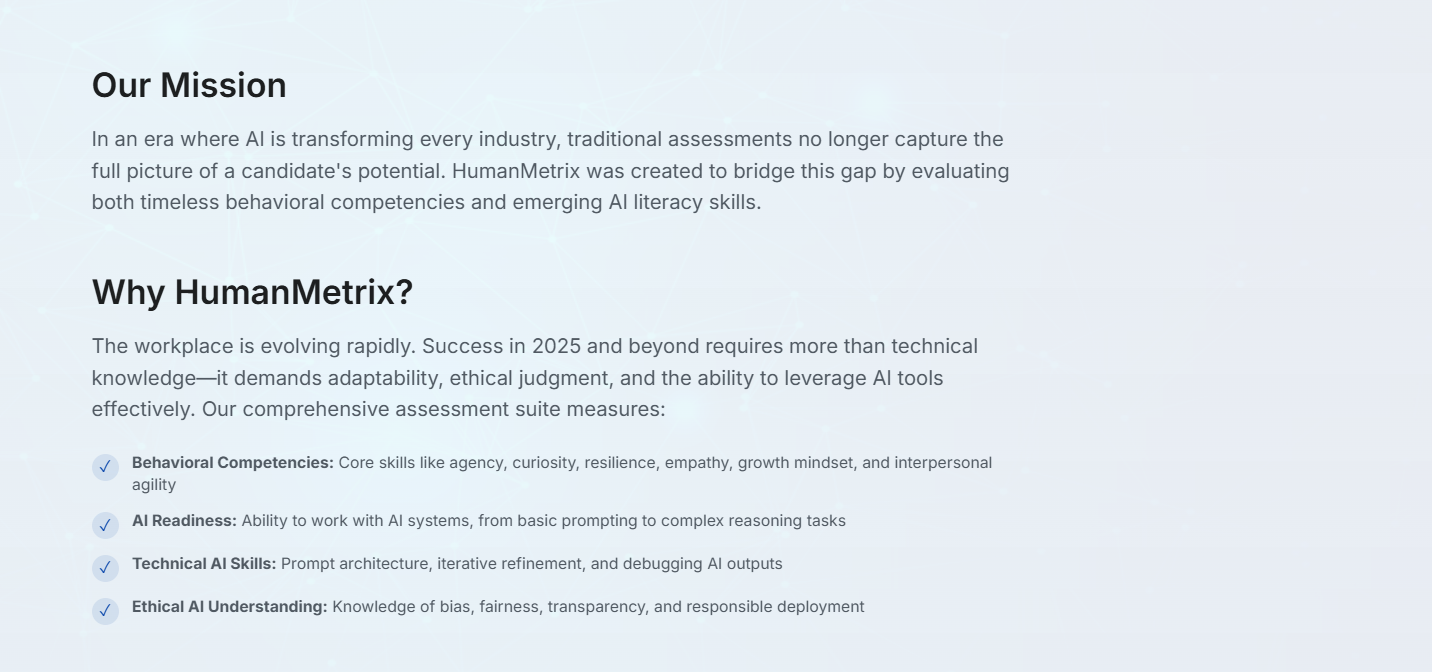 Our Mission
In an era where AI is transforming every industry, traditional assessments no longer capture the
full picture of a candidate's potential. HumanMetrix was created to bridge this gap by evaluating
both timeless behavioral competencies and emerging AI literacy skills.
Why HumanMetrix?
The workplace is evolving rapidly. Success in 2025 and beyond requires more than technical
knowledge—it demands adaptability, ethical judgment, and the ability to leverage AI tools
effectively. Our comprehensive assessment suite measures:
✓ Behavioral Competencies: Core skills like agency, curiosity, resilience, empathy, growth mindset, and interpersonal
agility
✓ AI Readiness: Ability to work with AI systems, from basic prompting to complex reasoning tasks
✓ Technical AI Skills: Prompt architecture, iterative refinement, and debugging AI outputs
✓ Ethical AI Understanding: Knowledge of bias, fairness, transparency, and responsible deployment